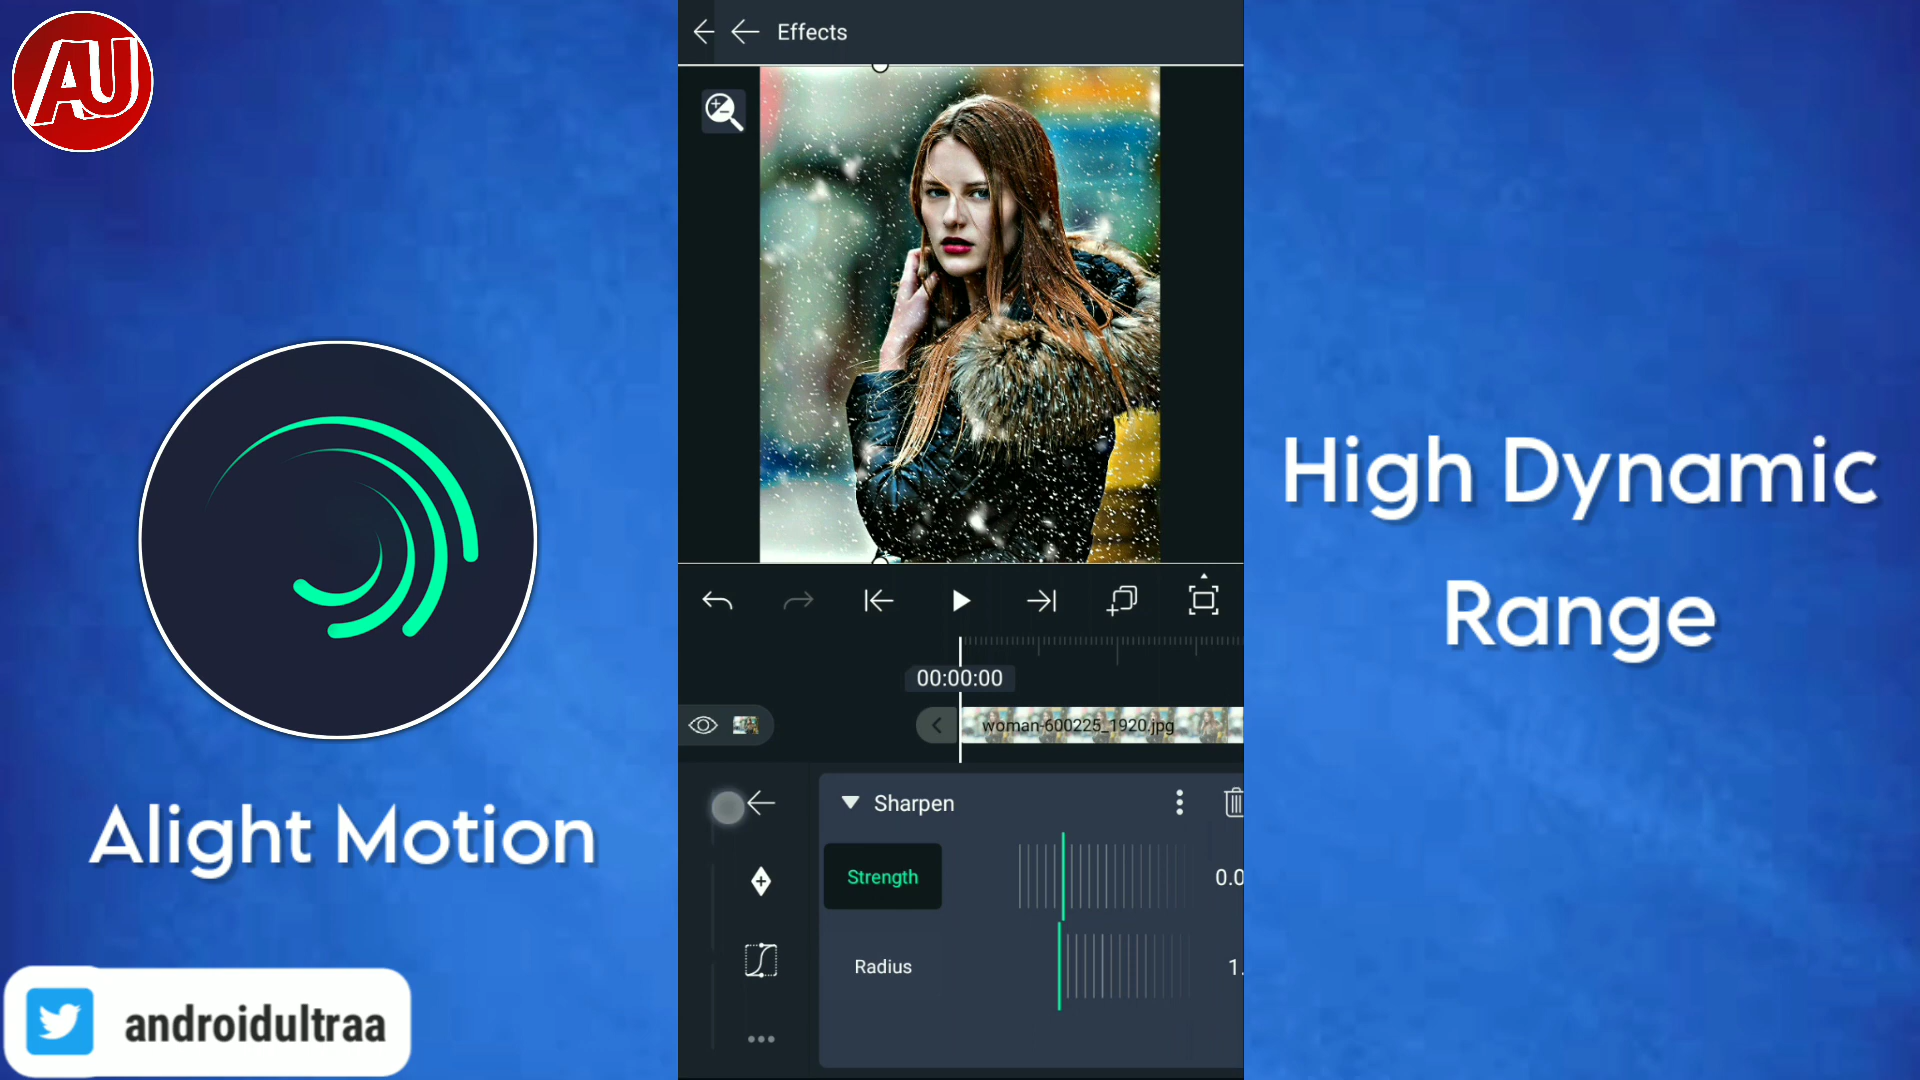 AU
Effects
High Dynamic
Range
00:00:00
woman-600225_1920.jpg
Alight Motion
Sharpen
Strength
0.0
Radius
1.
androidultraa